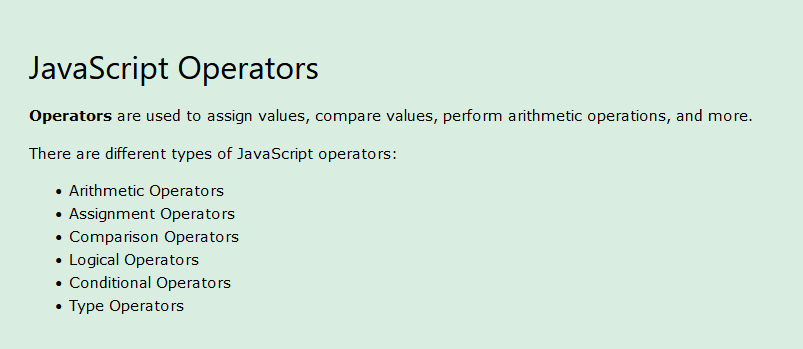 JavaScript Operators
Operators are used to assign values, compare values, perform arithmetic operations, and more.
There are different types of JavaScript operators:
• Arithmetic Operators
• Assignment Operators
• Comparison Operators
• Logical Operators
• Conditional Operators
• Type Operators